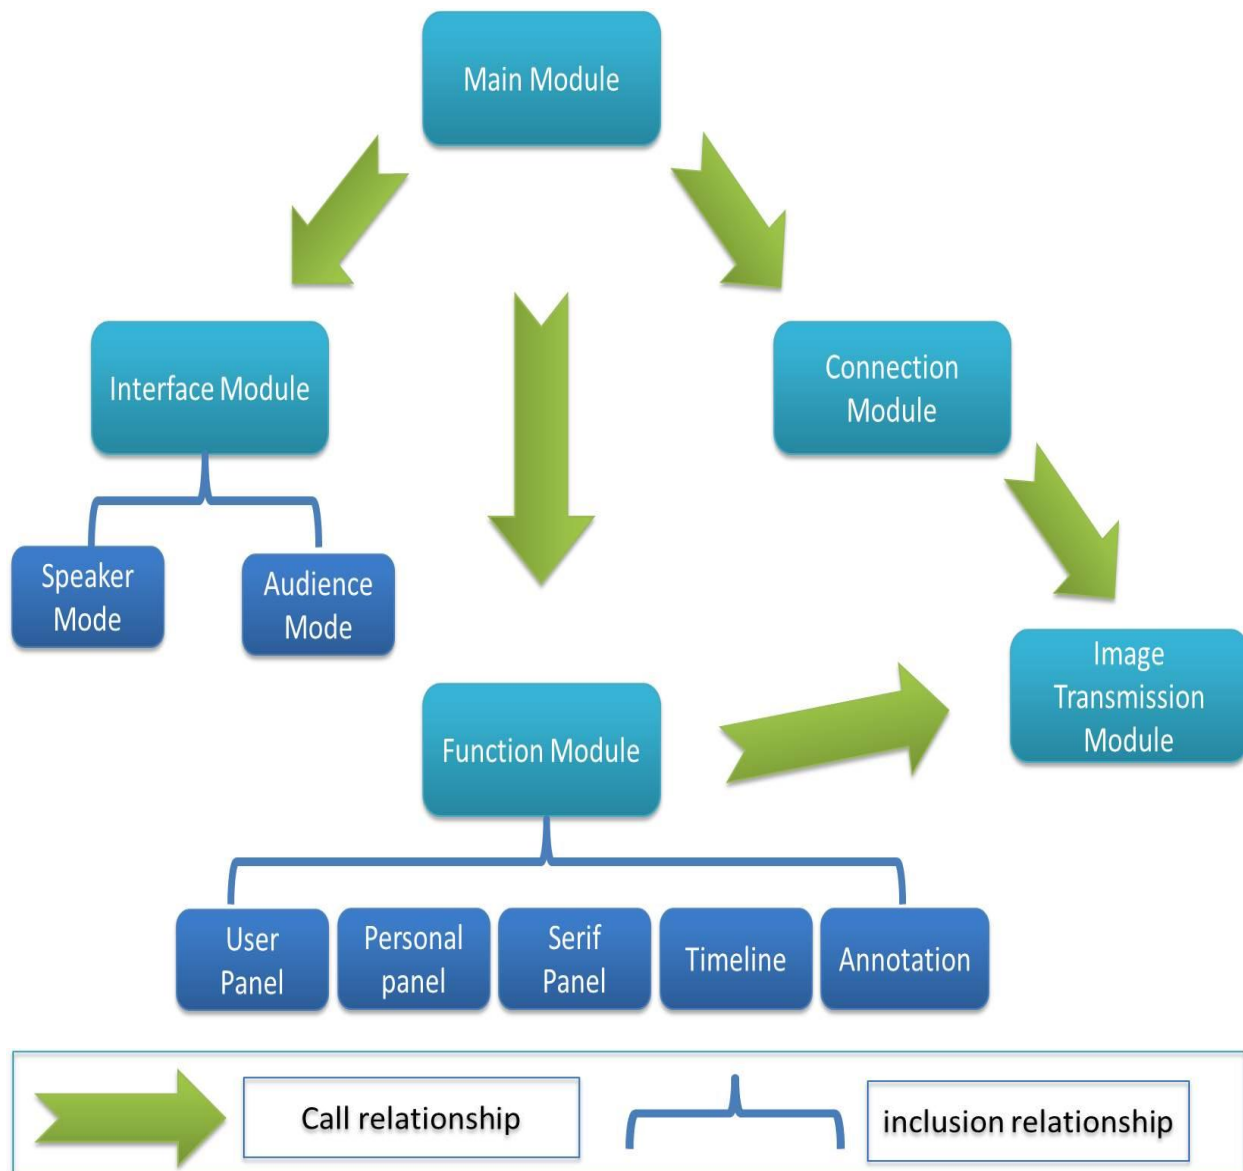 Main Module
Interface Module
Connection
Module
Speaker
Mode
Audience
Mode
Image
Transmission
Module
Function Module
User
Panel
Personal
panel
Serif
Panel
Timeline
Annotation
Call relationship
inclusion relationship